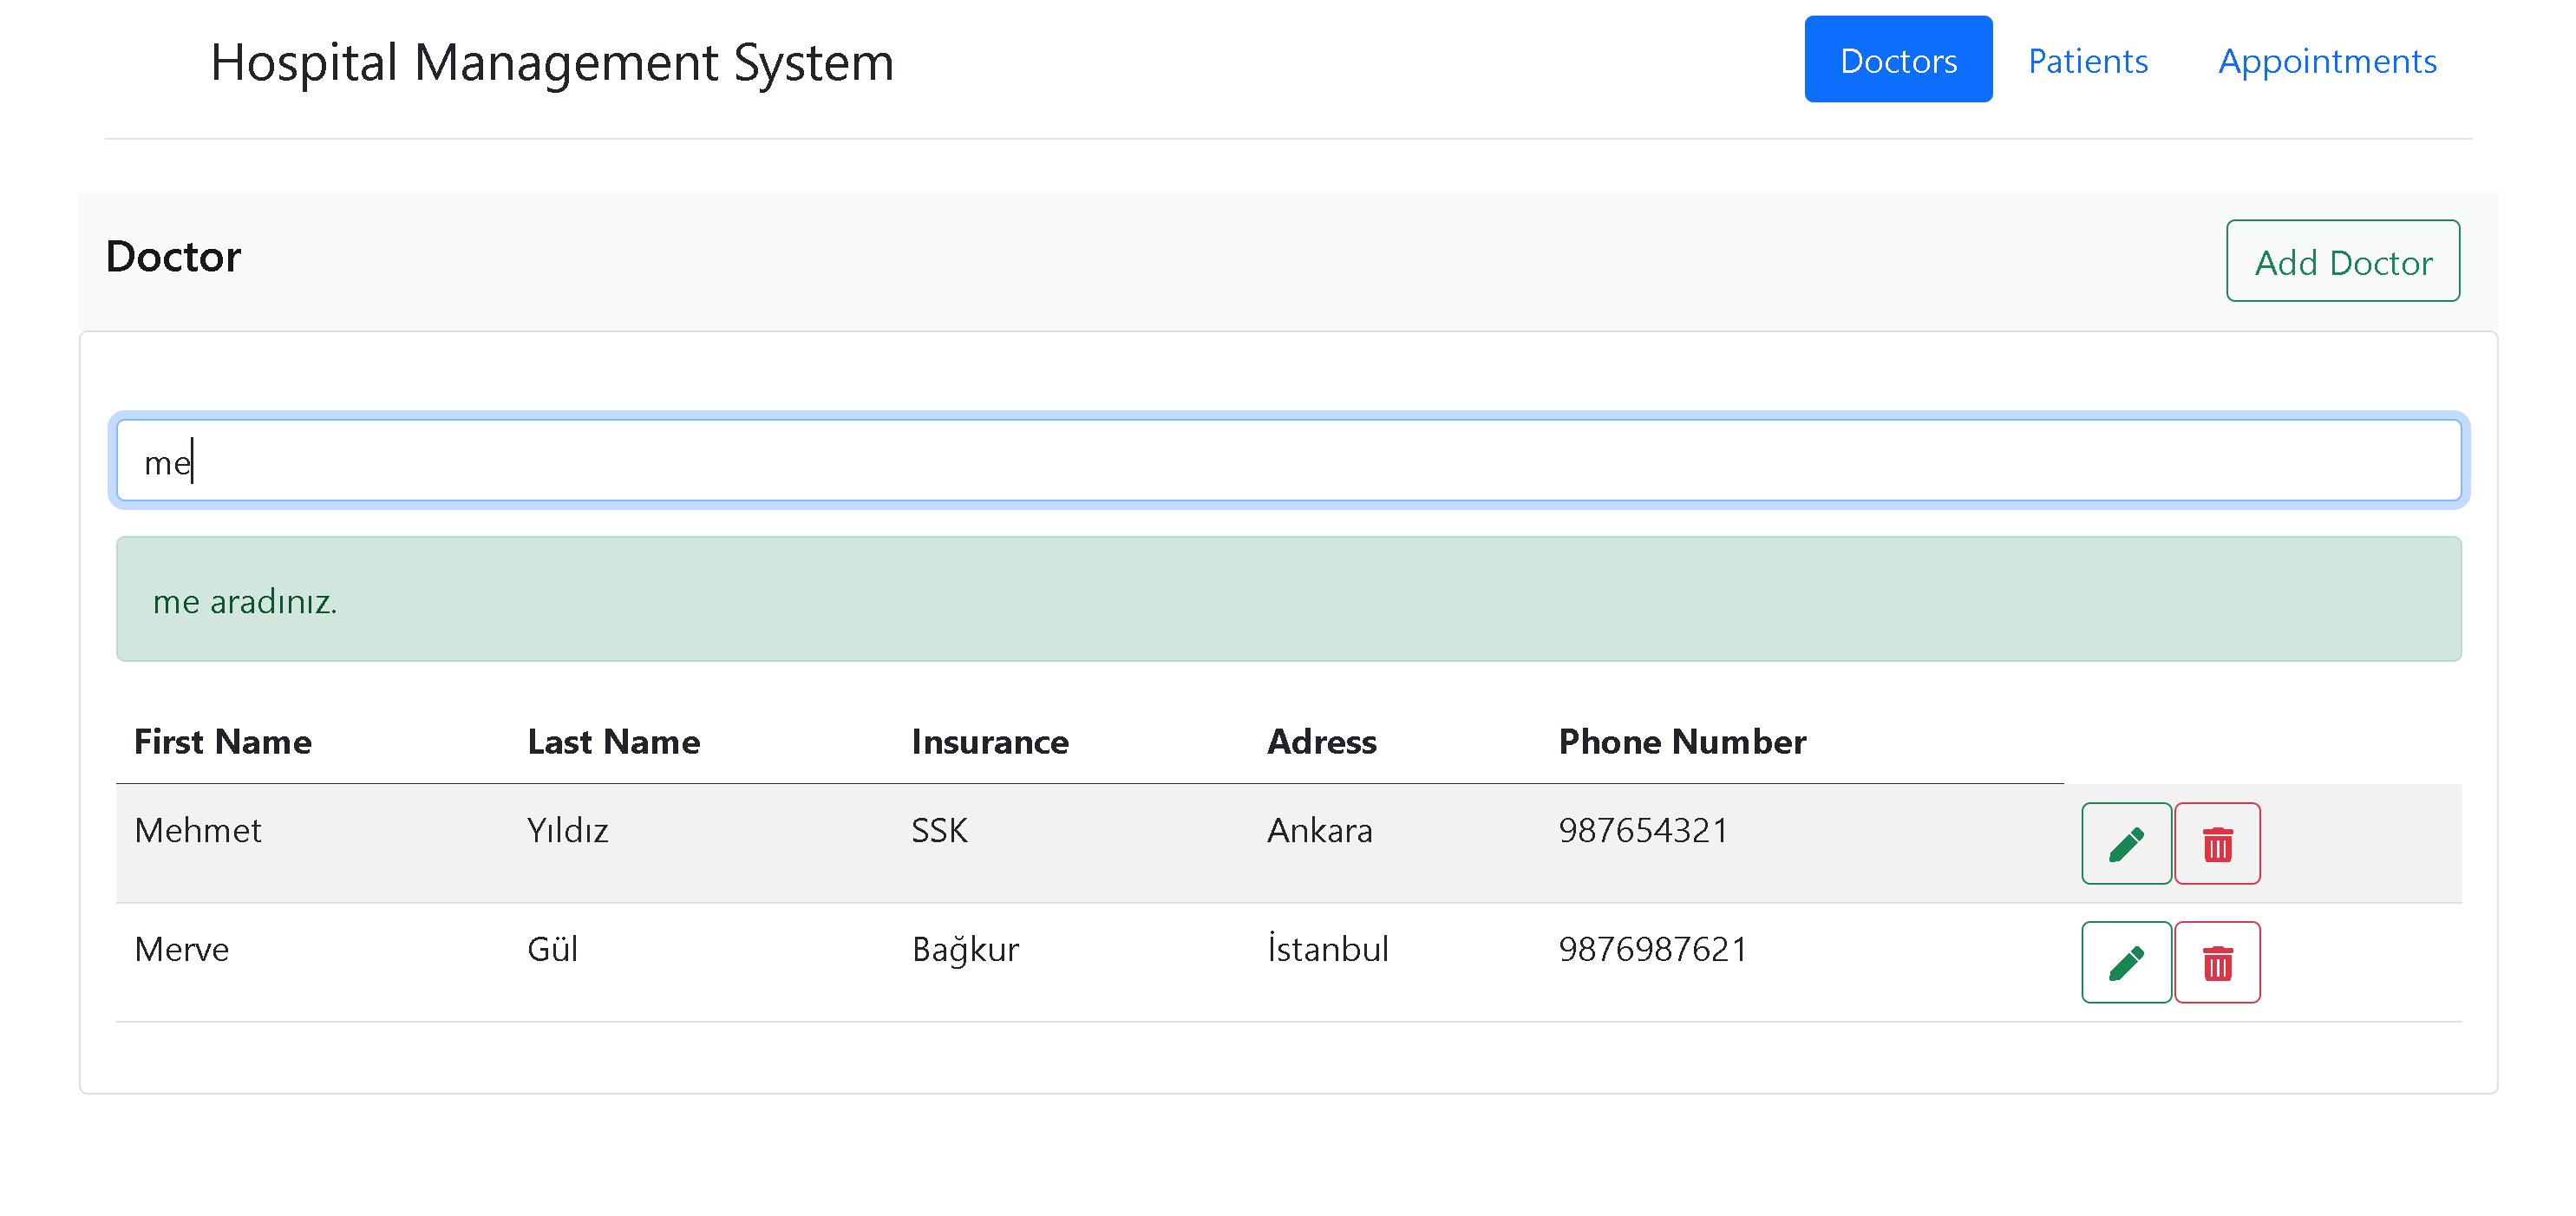 Hospital Management System Doctors Patients Appointments
Doctor Add Doctor
me
me aradınız.
First Name Last Name Insurance Adress Phone Number
Mehmet Yıldız SSK Ankara 987654321
Merve Gül Bağkur İstanbul 9876987621